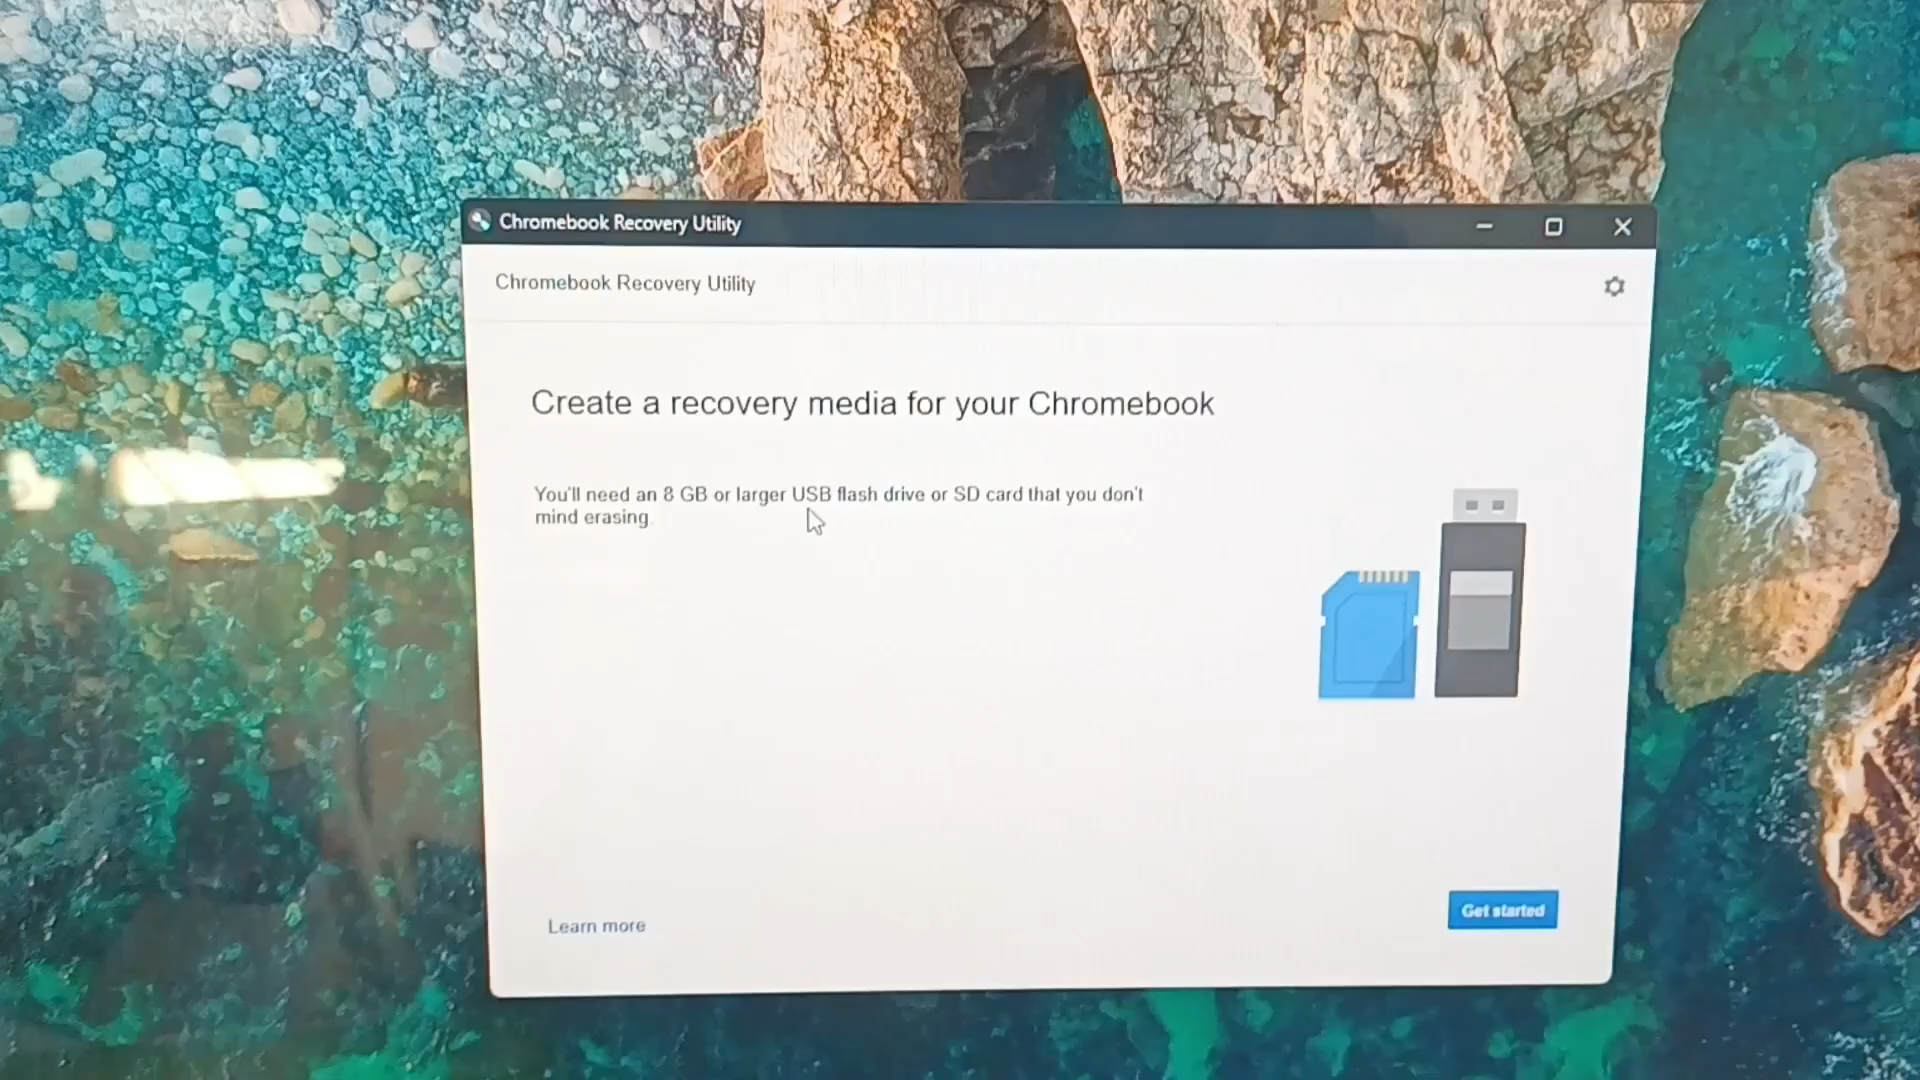 Chromebook Recovery Utility
Chromebook Recovery Utility
Create a recovery media for your Chromebook
You'll need an 8 GB or larger USB flash drive or SD card that you don't
mind erasing
Learn more
Get started